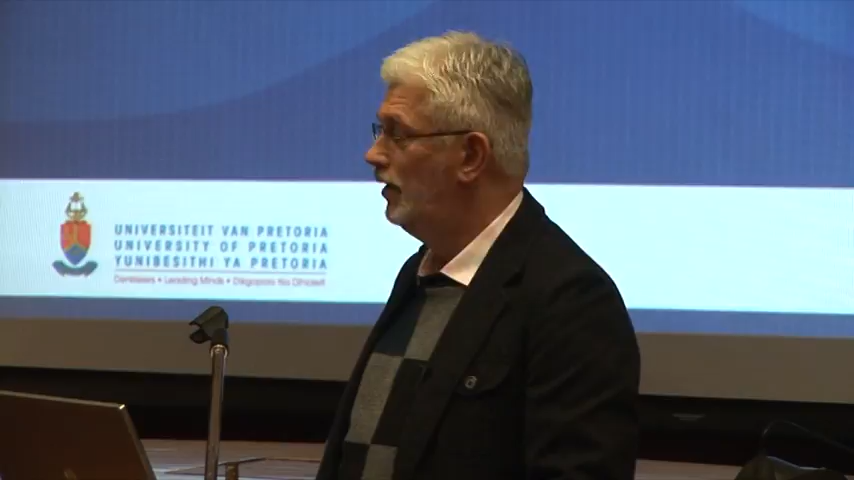 UNIVERSITEIT VAN PRETORIA
UNIVERSITY OF PRETORIA
YUNIBESITHI YA PRETORIA
Denkleiers • Leading Minds • Dikgopolo tša Dihlalefi